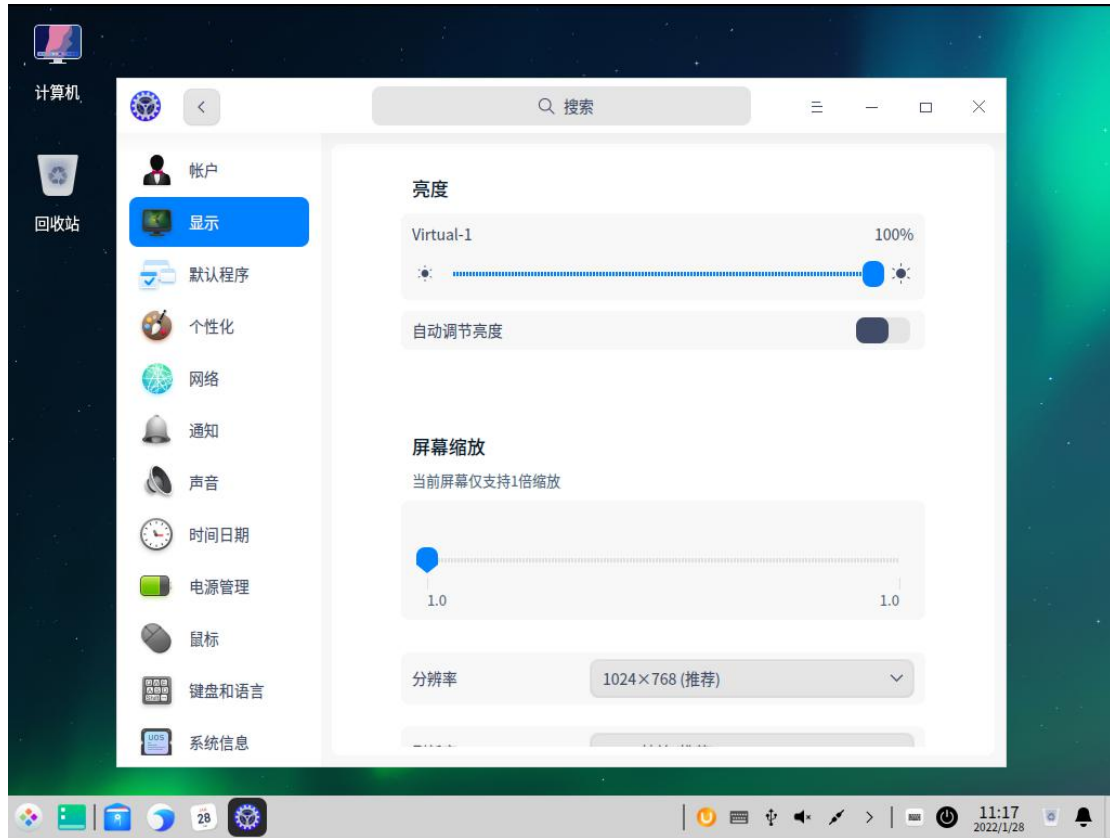 计算机
回收站
搜索
帐户
显示
默认程序
个性化
网络
通知
声音
时间日期
电源管理
鼠标
键盘和语言
UOS
系统信息
亮度
Virtual-1
100%
自动调节亮度
屏幕缩放
当前屏幕仅支持1倍缩放
1.0
1.0
分辨率
1024×768 (推荐)
28
11:17
2022/1/28